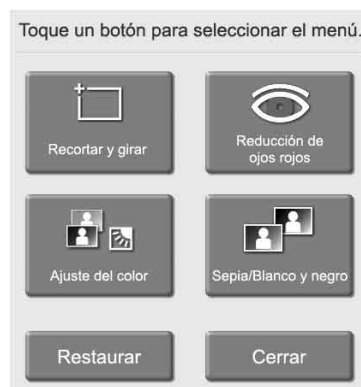 Toque un botón para seleccionar el menú.
Recortar y girar
Reducción de
ojos rojos
Ajuste del color
Sepia/Blanco y negro
Restaurar
Cerrar